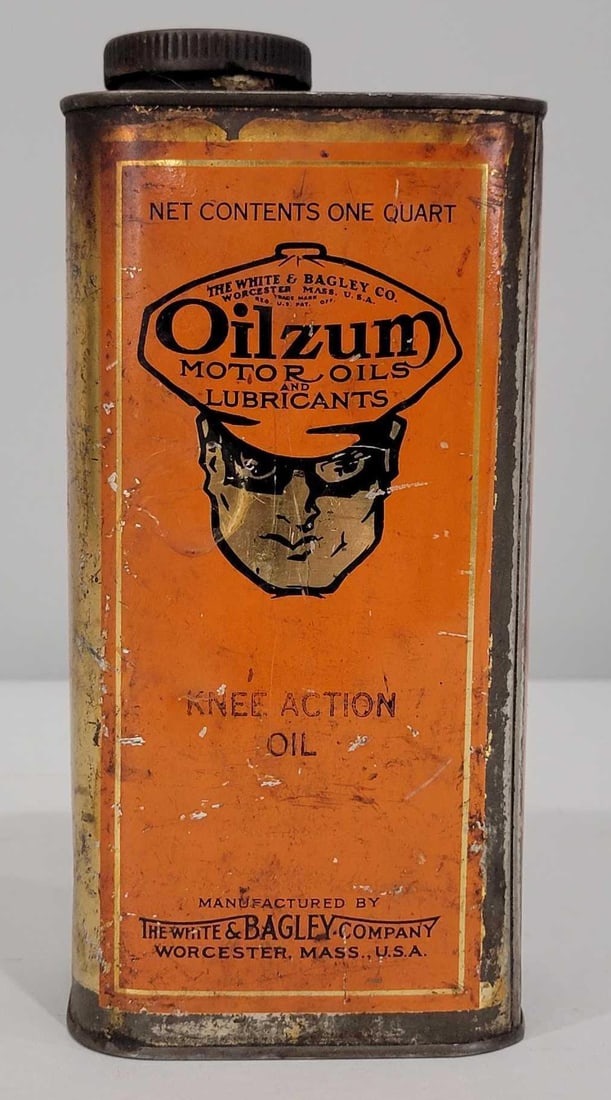 NET CONTENTS ONE QUART
THE WHITE & BAGLEY CO.
WORCESTER MASS. U.S.A.
TRADE MARK
REG. U.S. PAT. OFF.
Oilzum
MOTOR OILS
AND
LUBRICANTS
KNEE ACTION
OIL
MANUFACTURED BY
THE WHITE & BAGLEY COMPANY
WORCESTER, MASS., U.S.A.